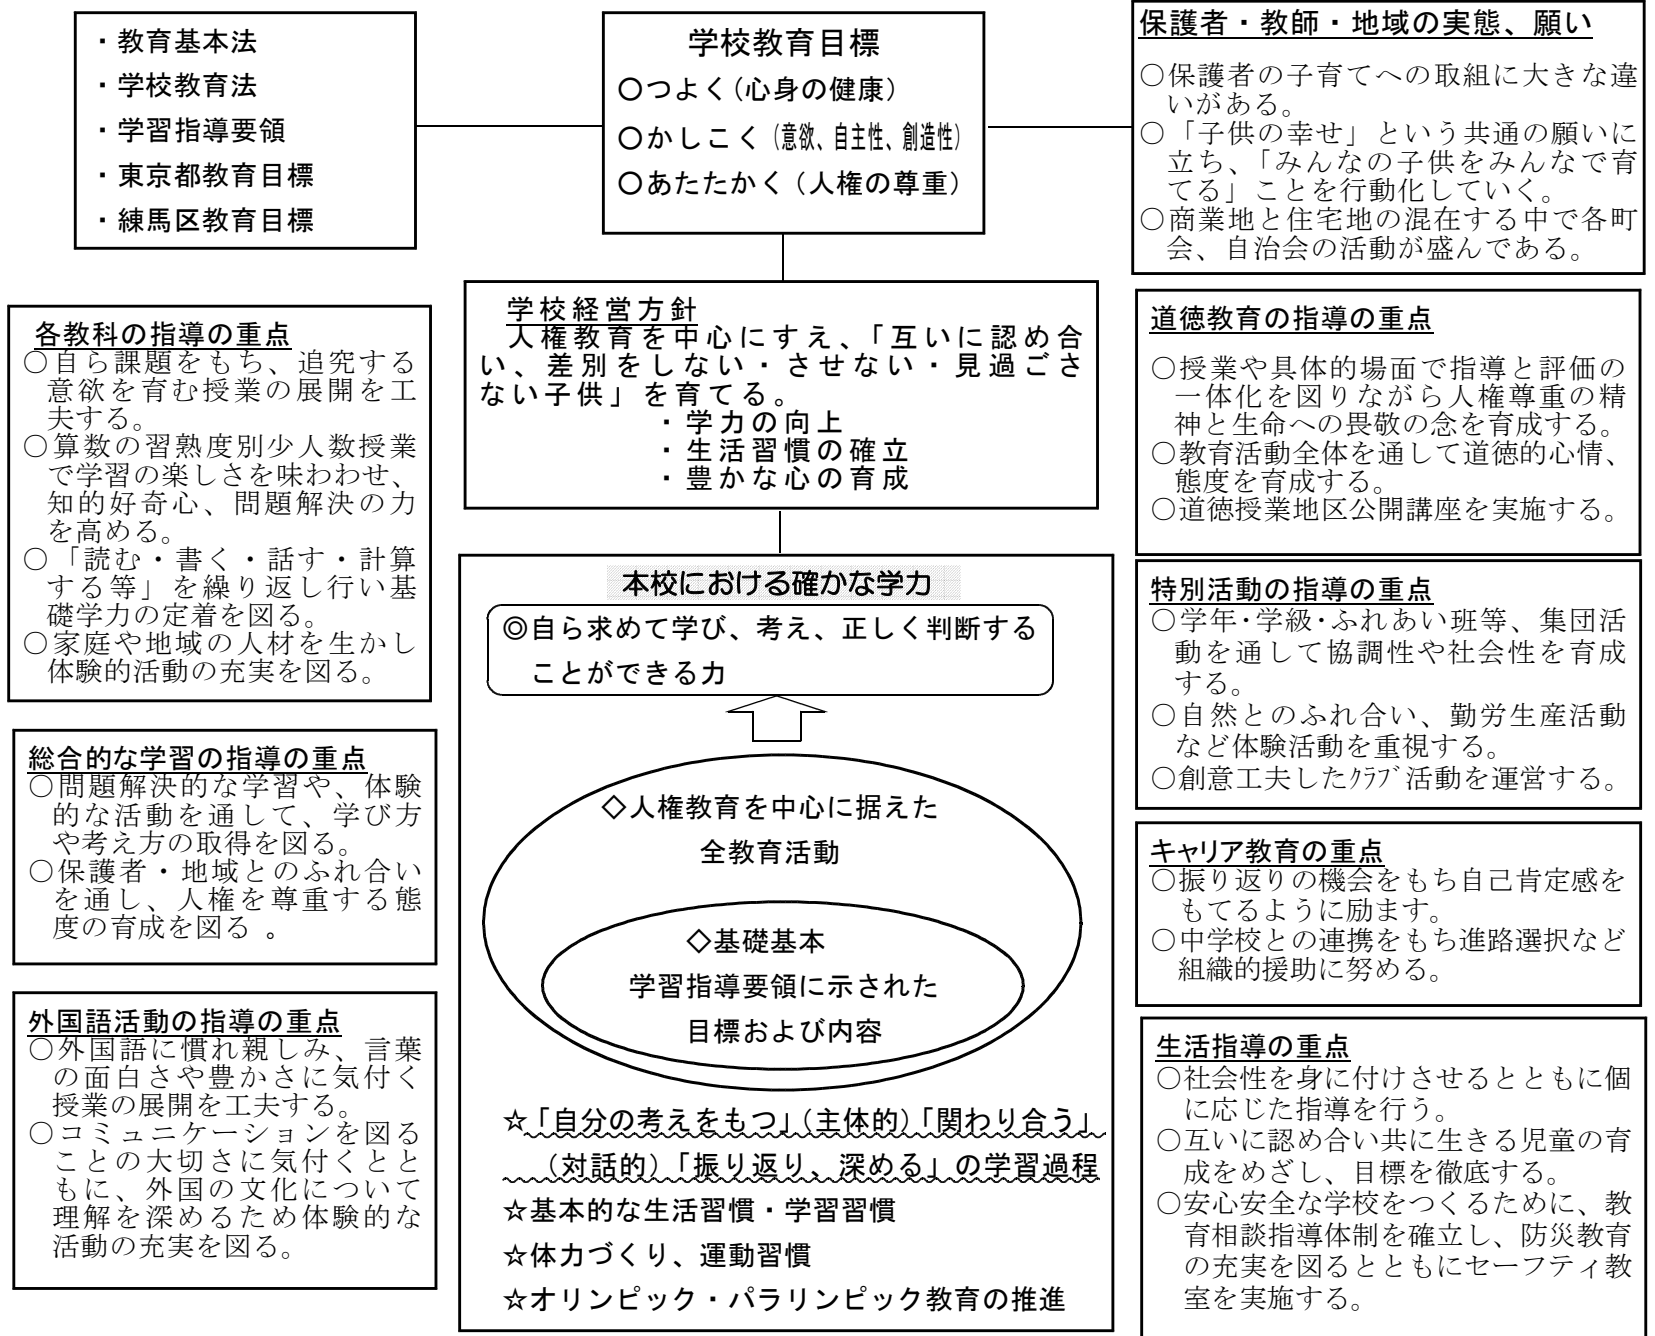 ・教育基本法
・学校教育法
・学習指導要領
・東京都教育目標
・練馬区教育目標
学校教育目標
○つよく(心身の健康)
○かしこく(意欲、自主性、創造性)
○あたたかく(人権の尊重)
保護者・教師・地域の実態、願い
○保護者の子育てへの取組に大きな違
いがある。
○「子供の幸せ」という共通の願いに
立ち、「みんなの子供をみんなで育
てる」ことを行動化していく。
○商業地と住宅地の混在する中で各町
会、自治会の活動が盛んである。
学校経営方針
人権教育を中心にすえ、「互いに認め合
い、差別をしない・させない・見過ごさ
ない子供」を育てる。
・学力の向上
・生活習慣の確立
・豊かな心の育成
各教科の指導の重点
○自ら課題をもち、追究する
意欲を育む授業の展開を工
夫する。
○算数の習熟度別少人数授業
で学習の楽しさを味わわせ、
知的好奇心、問題解決の力
を高める。
○「読む・書く・話す・計算
する等」を繰り返し行い基
礎学力の定着を図る。
○家庭や地域の人材を生かし
体験的活動の充実を図る。
総合的な学習の指導の重点
○問題解決的な学習や、体験
的な活動を通して、学び方
や考え方の取得を図る。
○保護者・地域とのふれ合い
を通し、人権を尊重する態
度の育成を図る 。
外国語活動の指導の重点
○外国語に慣れ親しみ、言葉
の面白さや豊かさに気付く
授業の展開を工夫する。
○コミュニケーションを図る
ことの大切さに気付くとと
もに、外国の文化について
理解を深めるため体験的な
活動の充実を図る。
本校における確かな学力
◎自ら求めて学び、考え、正しく判断する
ことができる力
◇人権教育を中心に据えた
全教育活動
◇基礎基本
学習指導要領に示された
目標および内容
☆「自分の考えをもつ」(主体的)「関わり合う」
(対話的)「振り返り、深める」の学習過程
☆基本的な生活習慣・学習習慣
☆体力づくり、運動習慣
☆オリンピック・パラリンピック教育の推進
道徳教育の指導の重点
○授業や具体的場面で指導と評価の
一体化を図りながら人権尊重の精
神と生命への畏敬の念を育成する。
○教育活動全体を通して道徳的心情、
態度を育成する。
○道徳授業地区公開講座を実施する。
特別活動の指導の重点
○学年・学級・ふれあい班等、集団活
動を通して協調性や社会性を育成
する。
○自然とのふれ合い、勤労生産活動
など体験活動を重視する。
○創意工夫したｸﾗﾌﾞ活動を運営する。
キャリア教育の重点
○振り返りの機会をもち自己肯定感を
もてるように励ます。
○中学校との連携をもち進路選択など
組織的援助に努める。
生活指導の重点
○社会性を身に付けさせるとともに個
に応じた指導を行う。
○互いに認め合い共に生きる児童の育
成をめざし、目標を徹底する。
○安心安全な学校をつくるために、教
育相談指導体制を確立し、防災教育
の充実を図るとともにセーフティ教
室を実施する。